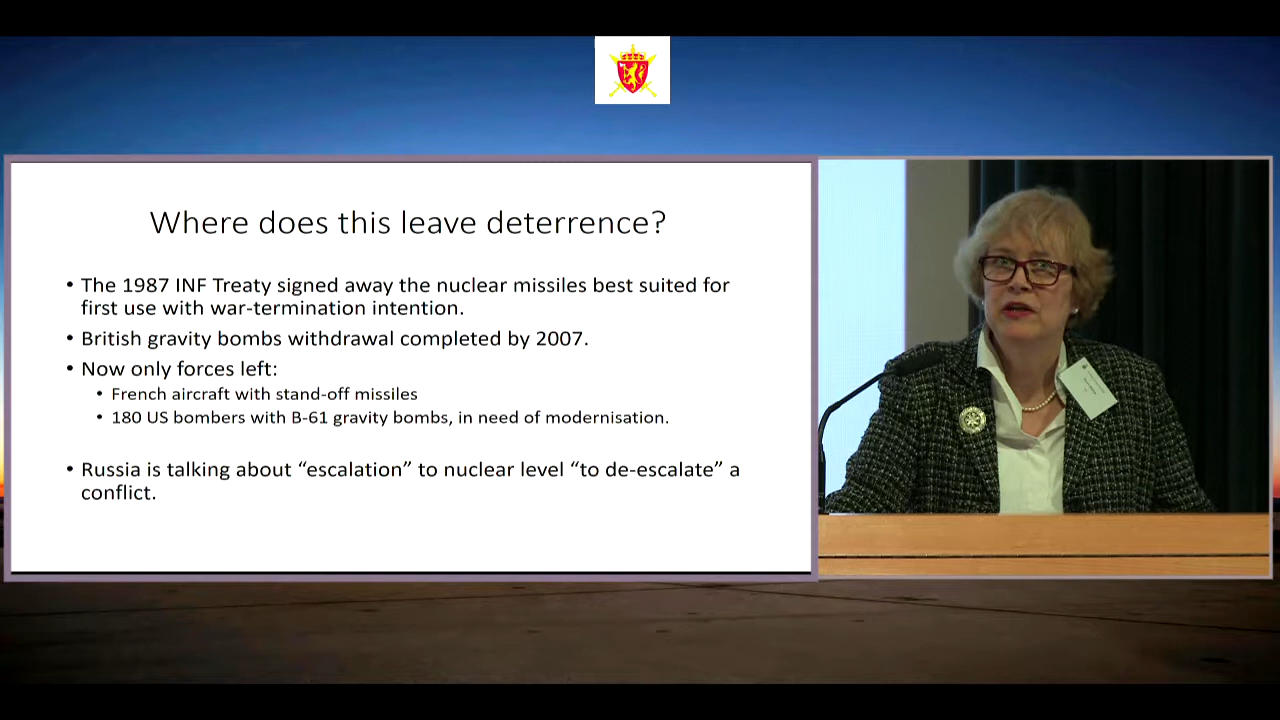 Where does this leave deterrence?
• The 1987 INF Treaty signed away the nuclear missiles best suited for
first use with war-termination intention.
• British gravity bombs withdrawal completed by 2007.
• Now only forces left:
• French aircraft with stand-off missiles
• 180 US bombers with B-61 gravity bombs, in need of modernisation.
• Russia is talking about “escalation” to nuclear level “to de-escalate” a
conflict.